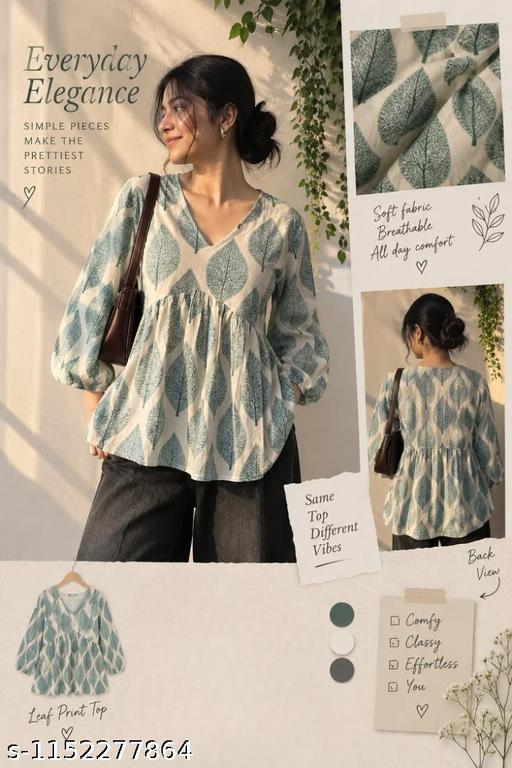 Everyday
Elegance
SIMPLE PIECES
MAKE THE
PRETTIEST
STORIES
Soft fabric
Breathable
All day comfort
Same
Top
Different
Vibes
Back
View
Comfy
Classy
Effortless
You
Leaf Print Top
s-1152277864